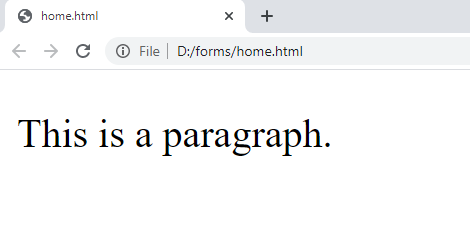 home.html
File D:/forms/home.html
This is a paragraph.